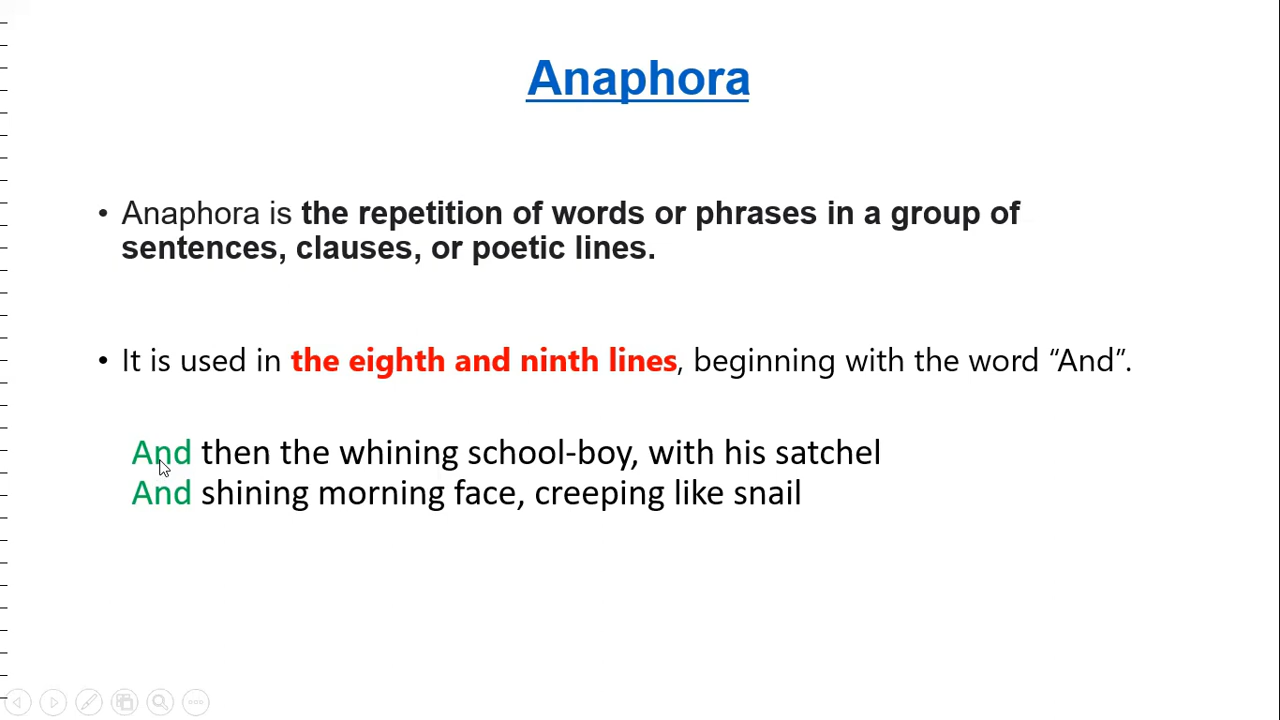 Anaphora
• Anaphora is the repetition of words or phrases in a group of
sentences, clauses, or poetic lines.
• It is used in the eighth and ninth lines, beginning with the word “And”.
And then the whining school-boy, with his satchel
And shining morning face, creeping like snail